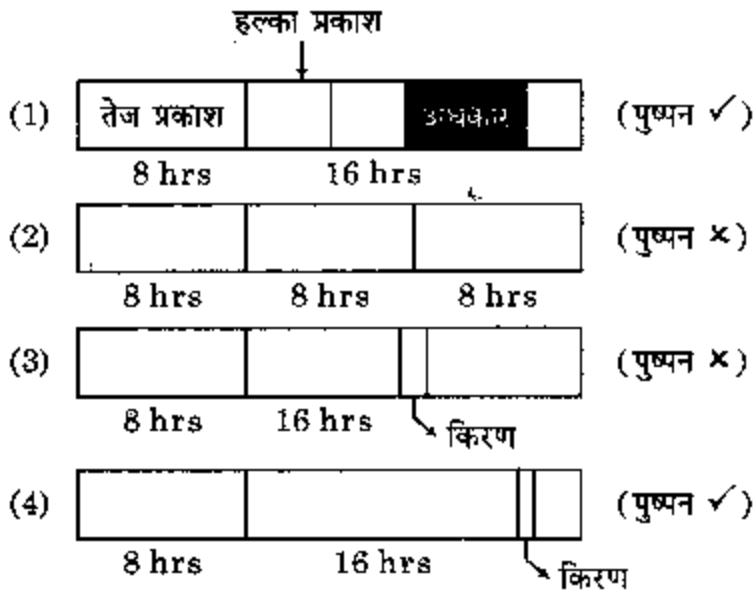 हल्का प्रकाश
(1) तेज प्रकाश अंधकार (पुष्पन ✓)
8 hrs 16 hrs
(2) (पुष्पन ×)
8 hrs 8 hrs 8 hrs
(3) (पुष्पन ×)
8 hrs 16 hrs किरण
(4) (पुष्पन ✓)
8 hrs 16 hrs किरण